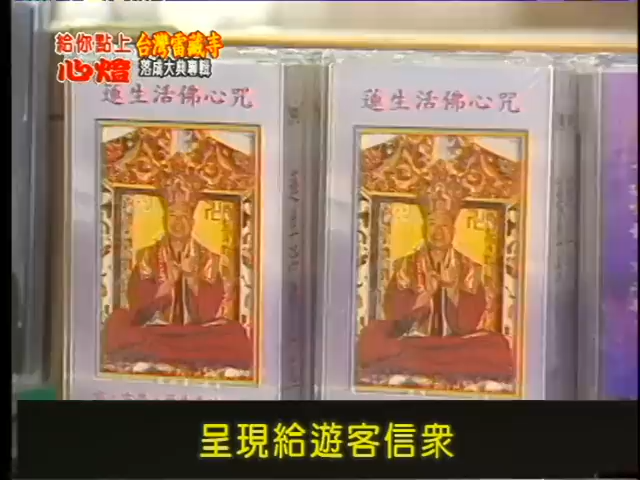 給你點上 台灣雷藏寺
心燈 落成大典專輯
蓮生活佛心咒
蓮生活佛心咒
呈現給遊客信衆